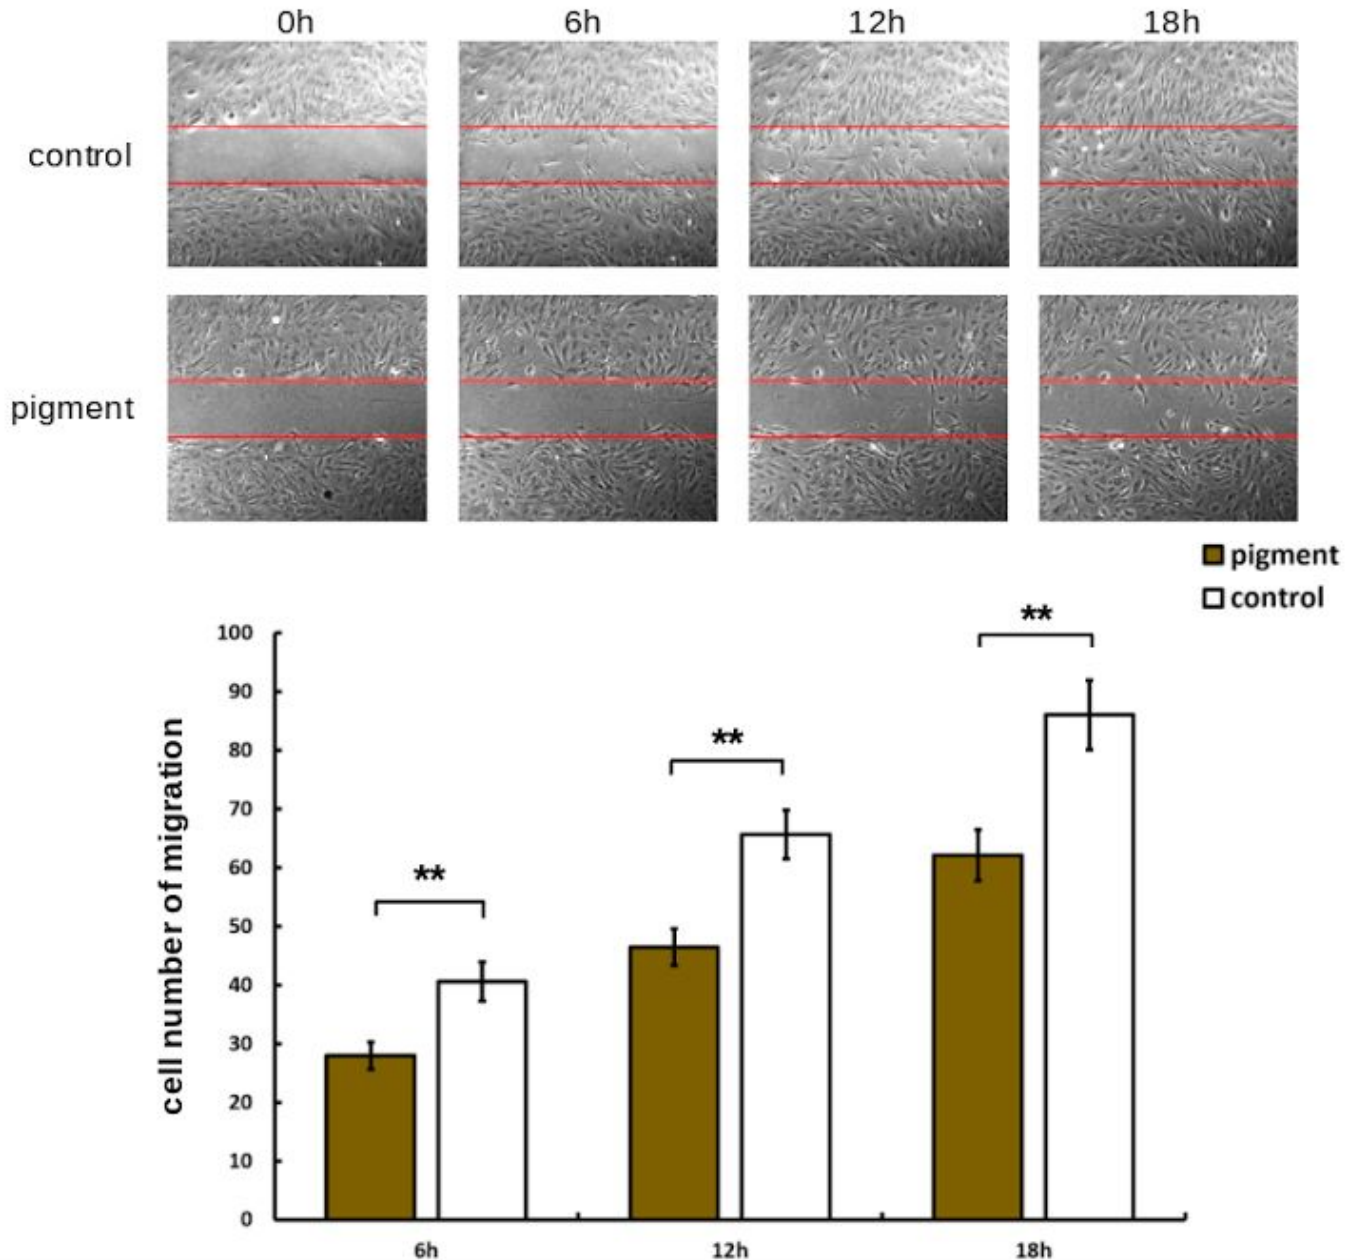 0h 6h 12h 18h
control
pigment
pigment
control
**
**
**
cell number of migration
100
90
80
70
60
50
40
30
20
10
0
6h 12h 18h